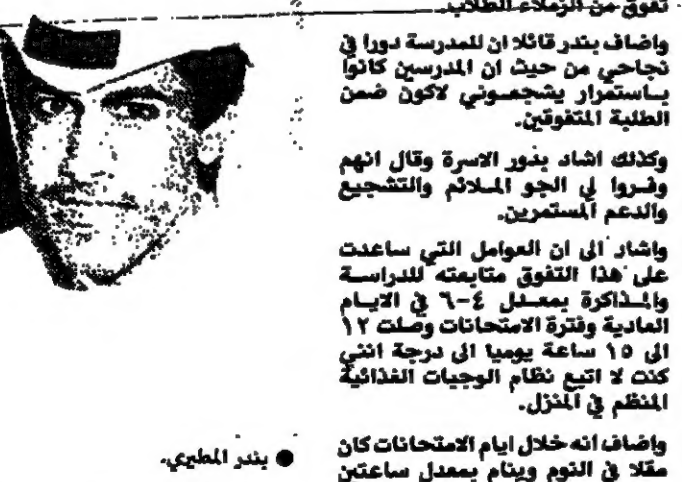 تفوق من الزملاء الطلاب.
واضاف بندر قائلا ان للمدرسة دورا في
نجاحي من حيث ان المدرسين كانوا
باستمرار يشجعوني لاكون ضمن
الطلبة المتفوقين.
وكذلك اشاد بدور الاسرة وقال انهم
وفروا لي الجو الملائم والتشجيع
والدعم المستمرين.
واشار الى ان العوامل التي ساعدت
على هذا التفوق متابعته للدراسة
والمذاكرة بمعدل ٤-٦ في الايام
العادية وفترة الامتحانات وصلت ١٢
الى ١٥ ساعة يوميا الى درجة انني
كنت لا اتبع نظام الوجبات الغذائية
المنظم في المنزل.
واضاف انه خلال ايام الامتحانات كان
مقلا في النوم وينام بمعدل ساعتين
● بندر المطيري.